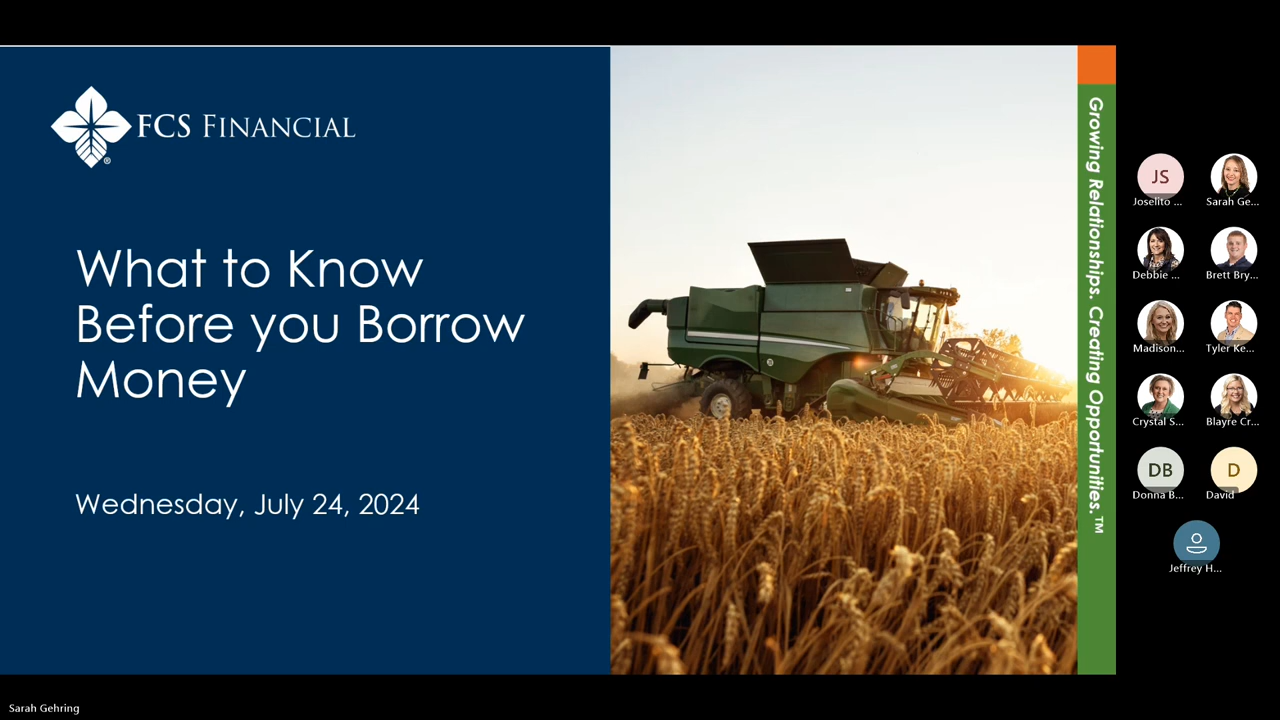 FCS FINANCIAL
®
What to Know
Before you Borrow
Money
Wednesday, July 24, 2024
Growing Relationships. Creating Opportunities.™
JS
Joselito ...
Sarah Ge...
Debbie ...
Brett Bry...
Madison...
Tyler Ke...
Crystal S...
Blayre Cr...
DB
Donna B...
D
David
Jeffrey H...
Sarah Gehring